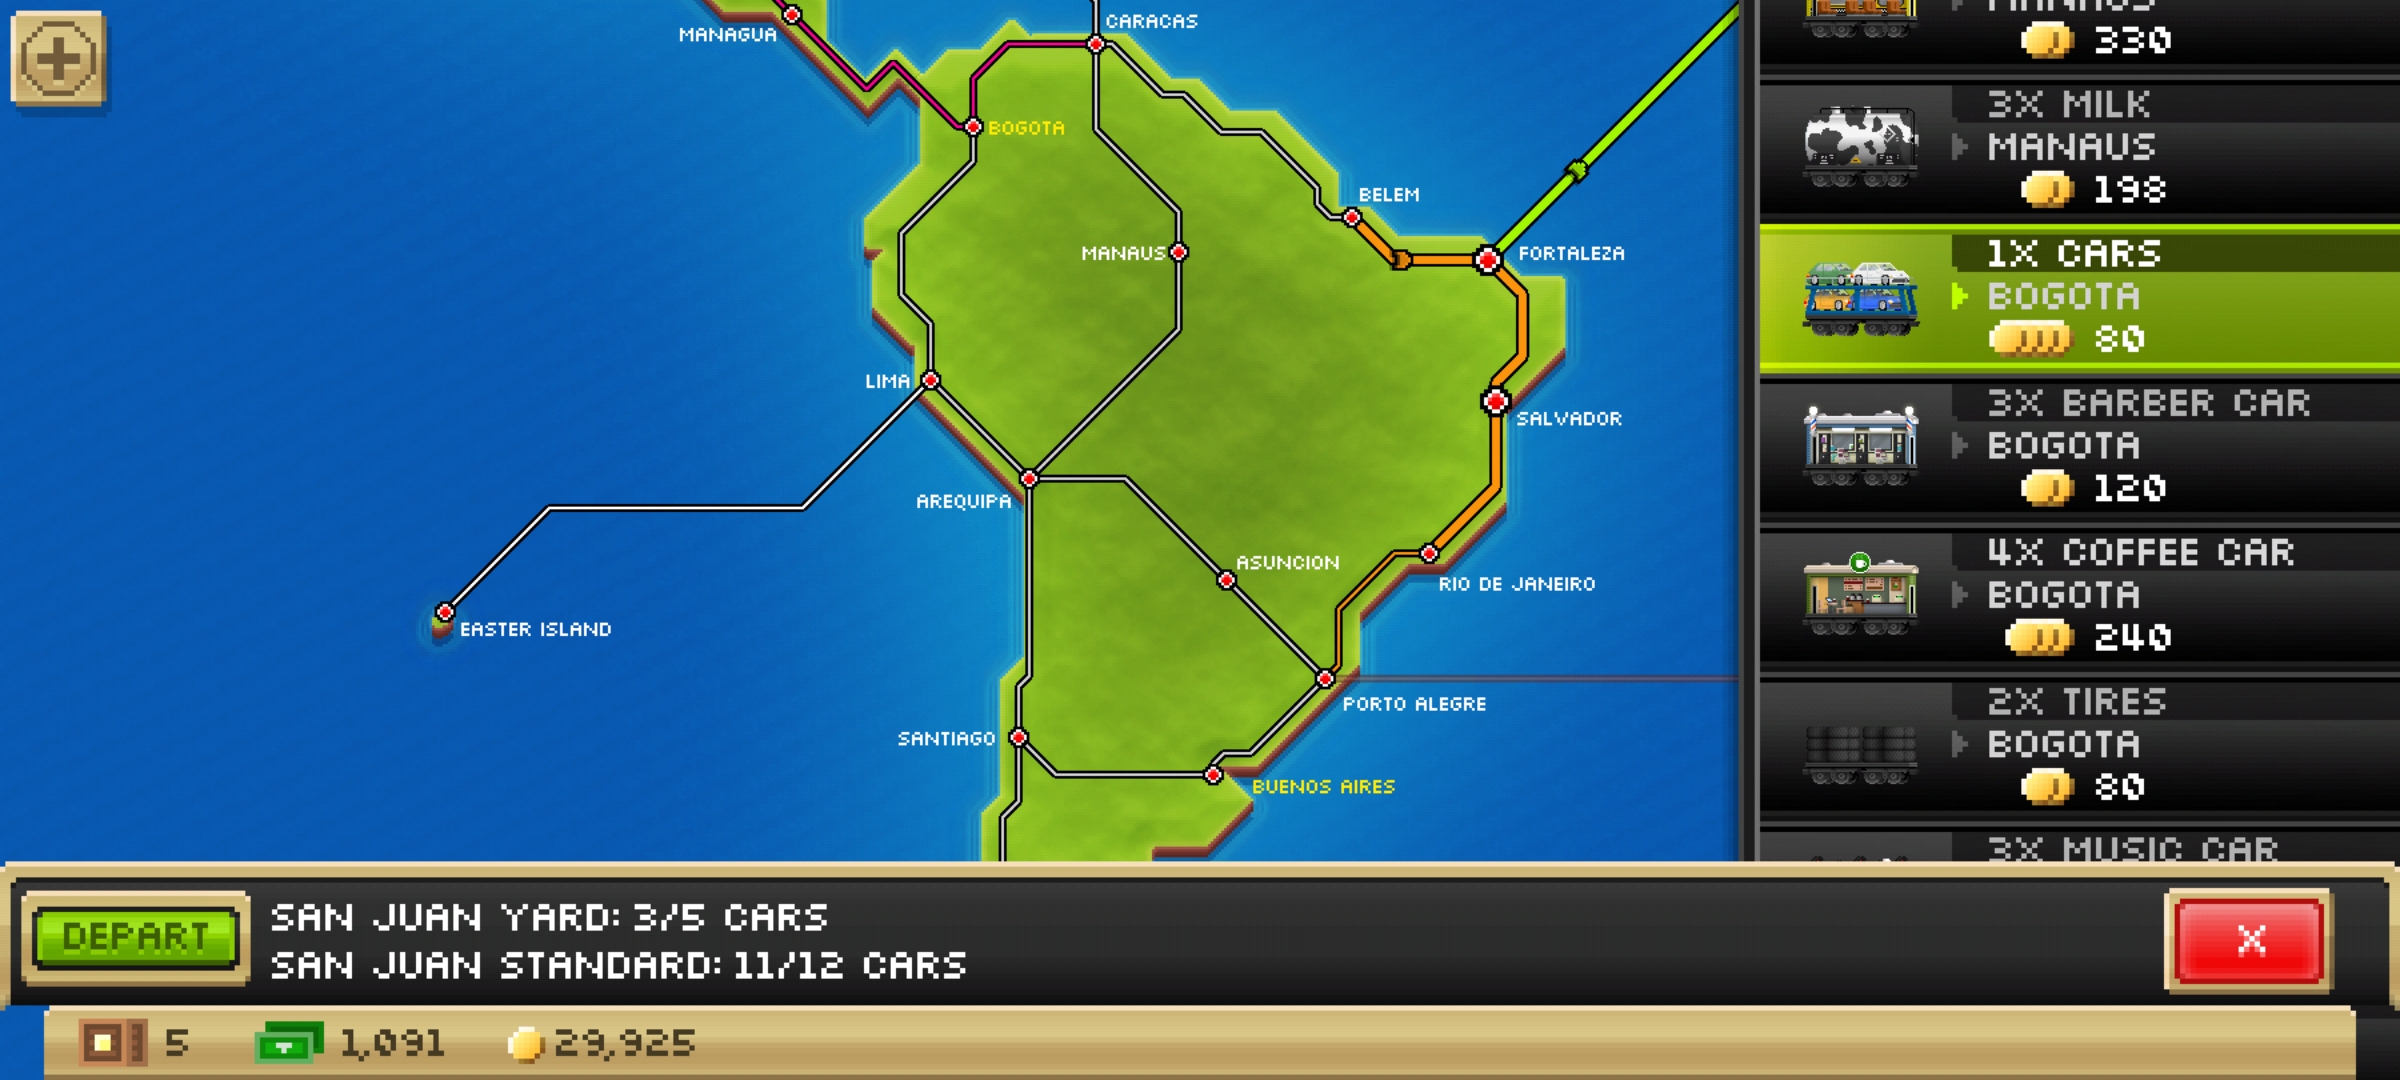 MANAGUA
CARACAS
BOGOTA
BELEM
MANAUS
FORTALEZA
LIMA
SALVADOR
AREQUIPA
ASUNCION
RIO DE JANEIRO
EASTER ISLAND
PORTO ALEGRE
SANTIAGO
BUENOS AIRES
MANAUS
330
3X MILK
MANAUS
198
1X CARS
BOGOTA
80
3X BARBER CAR
BOGOTA
120
4X COFFEE CAR
BOGOTA
240
2X TIRES
BOGOTA
80
3X MUSIC CAR
DEPART
SAN JUAN YARD: 3/5 CARS
SAN JUAN STANDARD: 11/12 CARS
X
5
1,091
29,925